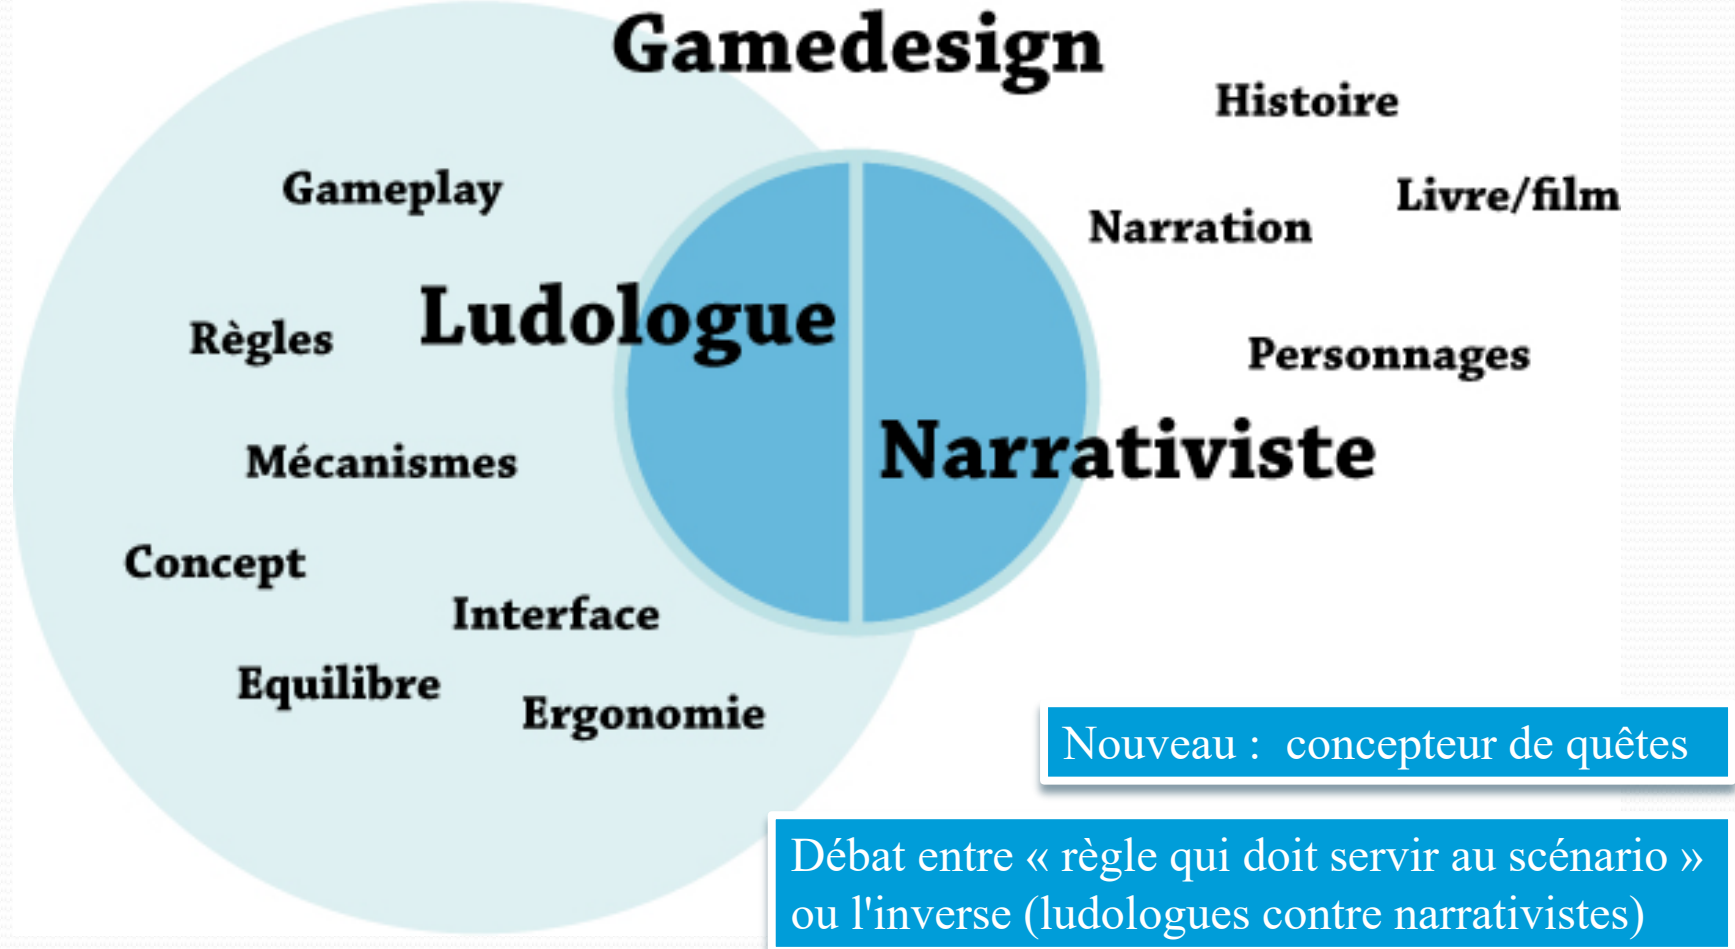 Gamedesign
Histoire
Livre/film
Gameplay
Narration
Ludologue
Règles
Personnages
Narrativiste
Mécanismes
Concept
Interface
Equilibre
Ergonomie
Nouveau :  concepteur de quêtes
Débat entre « règle qui doit servir au scénario »
ou l'inverse (ludologues contre narrativistes)